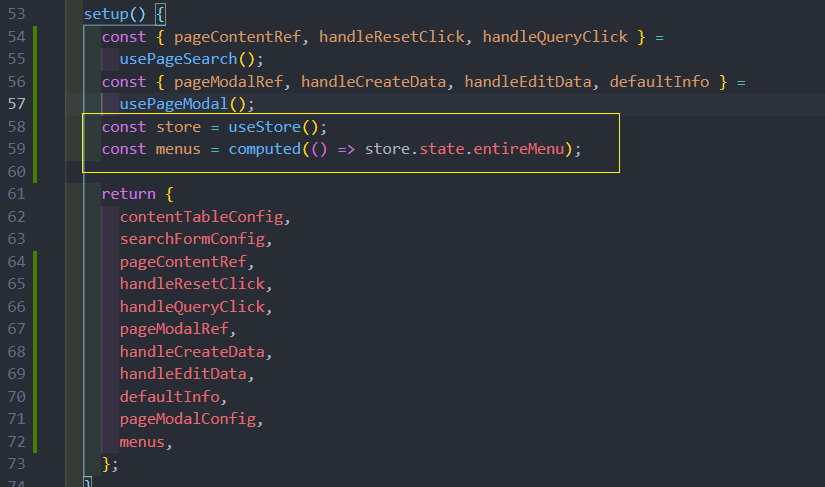 53 setup() {
54 const { pageContentRef, handleResetClick, handleQueryClick } =
55 usePageSearch();
56 const { pageModalRef, handleCreateData, handleEditData, defaultInfo } =
57 usePageModal();
58 const store = useStore();
59 const menus = computed(() => store.state.entireMenu);
60
61 return {
62 contentTableConfig,
63 searchFormConfig,
64 pageContentRef,
65 handleResetClick,
66 handleQueryClick,
67 pageModalRef,
68 handleCreateData,
69 handleEditData,
70 defaultInfo,
71 pageModalConfig,
72 menus,
73 };
74 }